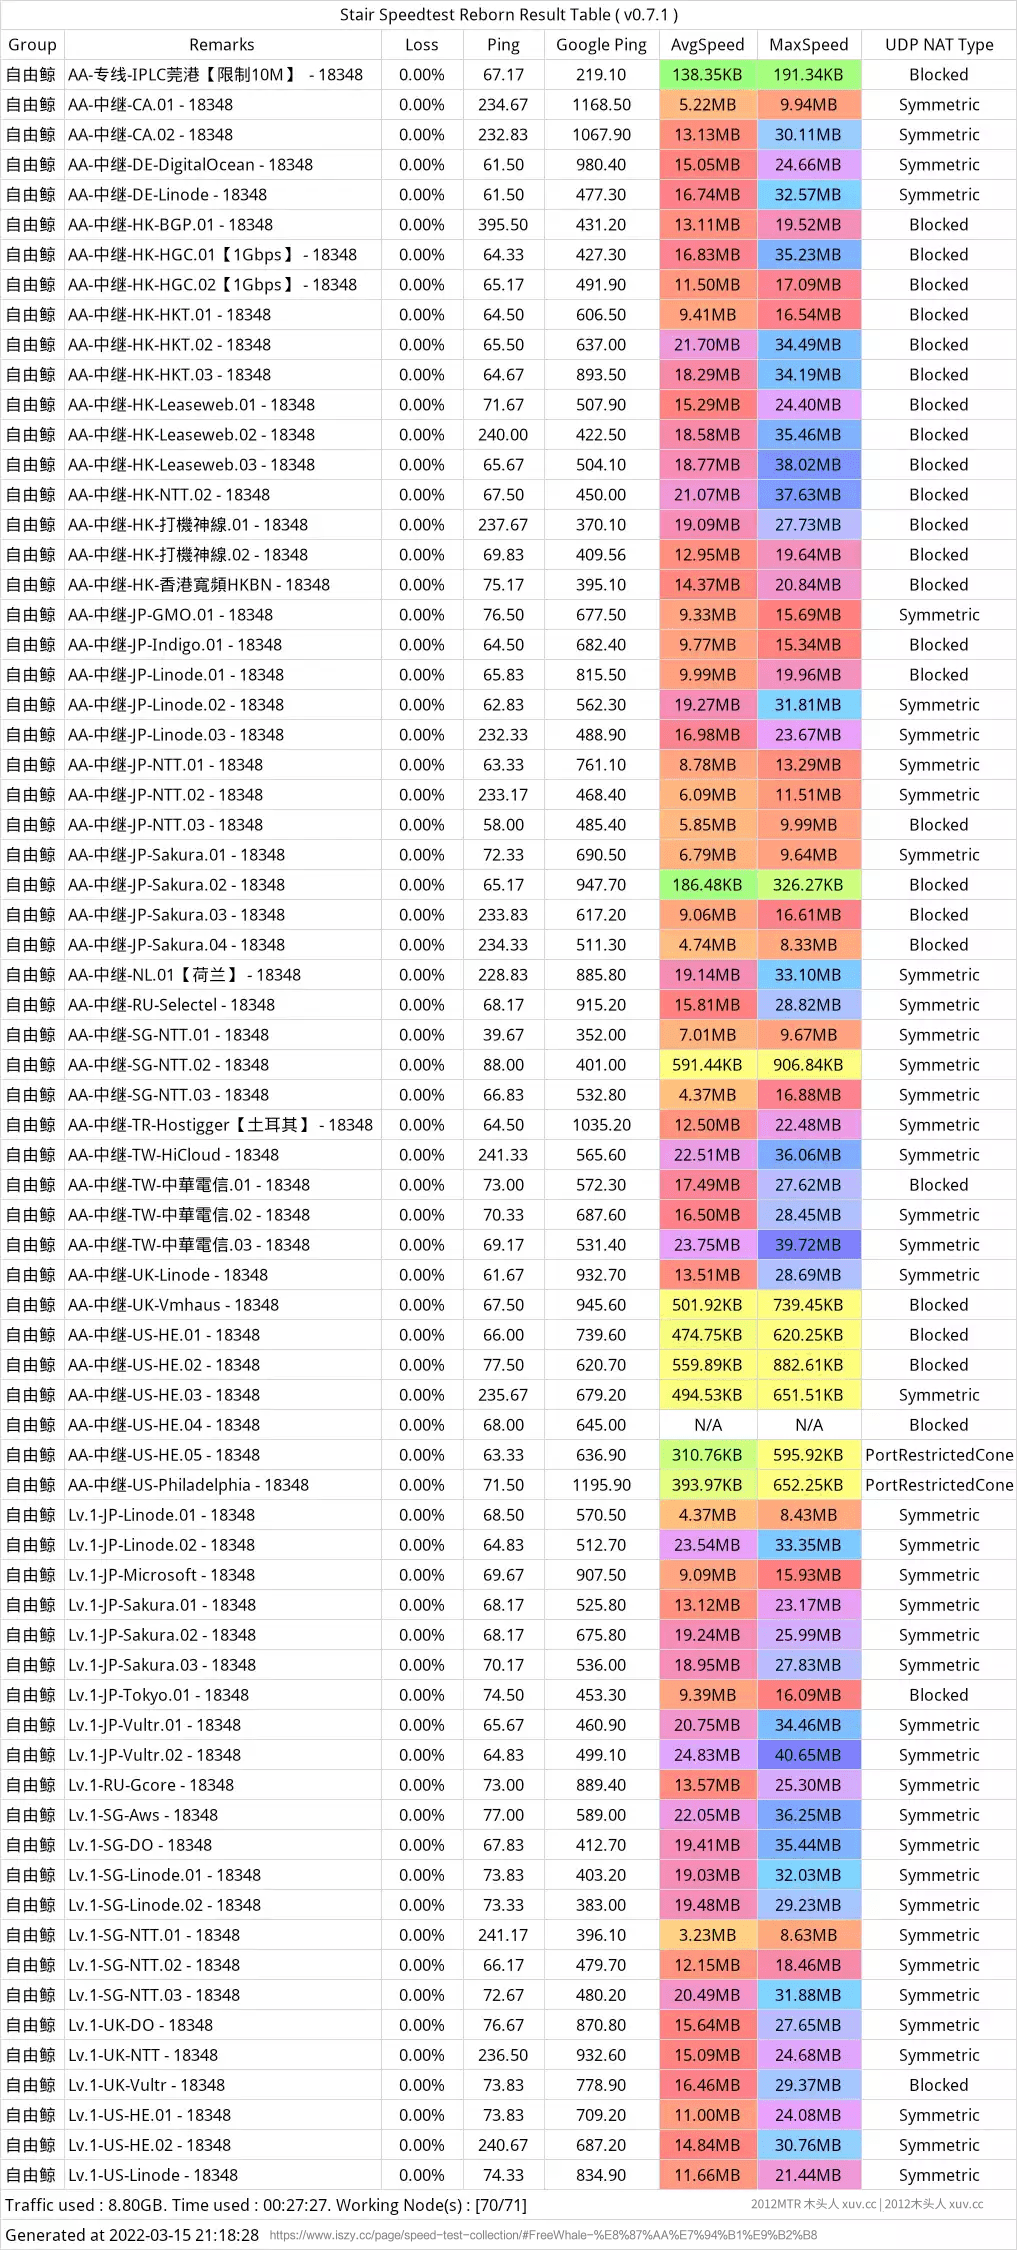 Stair Speedtest Reborn Result Table ( v0.7.1 )
Group Remarks Loss Ping Google Ping AvgSpeed MaxSpeed UDP NAT Type
自由鲸 AA-专线-IPLC莞港【限制10M】 - 18348 0.00% 67.17 219.10 138.35KB 191.34KB Blocked
自由鲸 AA-中继-CA.01 - 18348 0.00% 234.67 1168.50 5.22MB 9.94MB Symmetric
自由鲸 AA-中继-CA.02 - 18348 0.00% 232.83 1067.90 13.13MB 30.11MB Symmetric
自由鲸 AA-中继-DE-DigitalOcean - 18348 0.00% 61.50 980.40 15.05MB 24.66MB Symmetric
自由鲸 AA-中继-DE-Linode - 18348 0.00% 61.50 477.30 16.74MB 32.57MB Symmetric
自由鲸 AA-中继-HK-BGP.01 - 18348 0.00% 395.50 431.20 13.11MB 19.52MB Blocked
自由鲸 AA-中继-HK-HGC.01【1Gbps】 - 18348 0.00% 64.33 427.30 16.83MB 35.23MB Blocked
自由鲸 AA-中继-HK-HGC.02【1Gbps】 - 18348 0.00% 65.17 491.90 11.50MB 17.09MB Blocked
自由鲸 AA-中继-HK-HKT.01 - 18348 0.00% 64.50 606.50 9.41MB 16.54MB Blocked
自由鲸 AA-中继-HK-HKT.02 - 18348 0.00% 65.50 637.00 21.70MB 34.49MB Blocked
自由鲸 AA-中继-HK-HKT.03 - 18348 0.00% 64.67 893.50 18.29MB 34.19MB Blocked
自由鲸 AA-中继-HK-Leaseweb.01 - 18348 0.00% 71.67 507.90 15.29MB 24.40MB Blocked
自由鲸 AA-中继-HK-Leaseweb.02 - 18348 0.00% 240.00 422.50 18.58MB 35.46MB Blocked
自由鲸 AA-中继-HK-Leaseweb.03 - 18348 0.00% 65.67 504.10 18.77MB 38.02MB Blocked
自由鲸 AA-中继-HK-NTT.02 - 18348 0.00% 67.50 450.00 21.07MB 37.63MB Blocked
自由鲸 AA-中继-HK-打機神線.01 - 18348 0.00% 237.67 370.10 19.09MB 27.73MB Blocked
自由鲸 AA-中继-HK-打機神線.02 - 18348 0.00% 69.83 409.56 12.95MB 19.64MB Blocked
自由鲸 AA-中继-HK-香港寬頻HKBN - 18348 0.00% 75.17 395.10 14.37MB 20.84MB Blocked
自由鲸 AA-中继-JP-GMO.01 - 18348 0.00% 76.50 677.50 9.33MB 15.69MB Symmetric
自由鲸 AA-中继-JP-Indigo.01 - 18348 0.00% 64.50 682.40 9.77MB 15.34MB Blocked
自由鲸 AA-中继-JP-Linode.01 - 18348 0.00% 65.83 815.50 9.99MB 19.96MB Blocked
自由鲸 AA-中继-JP-Linode.02 - 18348 0.00% 62.83 562.30 19.27MB 31.81MB Symmetric
自由鲸 AA-中继-JP-Linode.03 - 18348 0.00% 232.33 488.90 16.98MB 23.67MB Symmetric
自由鲸 AA-中继-JP-NTT.01 - 18348 0.00% 63.33 761.10 8.78MB 13.29MB Symmetric
自由鲸 AA-中继-JP-NTT.02 - 18348 0.00% 233.17 468.40 6.09MB 11.51MB Symmetric
自由鲸 AA-中继-JP-NTT.03 - 18348 0.00% 58.00 485.40 5.85MB 9.99MB Blocked
自由鲸 AA-中继-JP-Sakura.01 - 18348 0.00% 72.33 690.50 6.79MB 9.64MB Symmetric
自由鲸 AA-中继-JP-Sakura.02 - 18348 0.00% 65.17 947.70 186.48KB 326.27KB Blocked
自由鲸 AA-中继-JP-Sakura.03 - 18348 0.00% 233.83 617.20 9.06MB 16.61MB Blocked
自由鲸 AA-中继-JP-Sakura.04 - 18348 0.00% 234.33 511.30 4.74MB 8.33MB Blocked
自由鲸 AA-中继-NL.01【荷兰】 - 18348 0.00% 228.83 885.80 19.14MB 33.10MB Symmetric
自由鲸 AA-中继-RU-Selectel - 18348 0.00% 68.17 915.20 15.81MB 28.82MB Symmetric
自由鲸 AA-中继-SG-NTT.01 - 18348 0.00% 39.67 352.00 7.01MB 9.67MB Symmetric
自由鲸 AA-中继-SG-NTT.02 - 18348 0.00% 88.00 401.00 591.44KB 906.84KB Symmetric
自由鲸 AA-中继-SG-NTT.03 - 18348 0.00% 66.83 532.80 4.37MB 16.88MB Symmetric
自由鲸 AA-中继-TR-Hostigger【土耳其】 - 18348 0.00% 64.50 1035.20 12.50MB 22.48MB Symmetric
自由鲸 AA-中继-TW-HiCloud - 18348 0.00% 241.33 565.60 22.51MB 36.06MB Symmetric
自由鲸 AA-中继-TW-中華電信.01 - 18348 0.00% 73.00 572.30 17.49MB 27.62MB Blocked
自由鲸 AA-中继-TW-中華電信.02 - 18348 0.00% 70.33 687.60 16.50MB 28.45MB Symmetric
自由鲸 AA-中继-TW-中華電信.03 - 18348 0.00% 69.17 531.40 23.75MB 39.72MB Symmetric
自由鲸 AA-中继-UK-Linode - 18348 0.00% 61.67 932.70 13.51MB 28.69MB Symmetric
自由鲸 AA-中继-UK-Vmhaus - 18348 0.00% 67.50 945.60 501.92KB 739.45KB Blocked
自由鲸 AA-中继-US-HE.01 - 18348 0.00% 66.00 739.60 474.75KB 620.25KB Blocked
自由鲸 AA-中继-US-HE.02 - 18348 0.00% 77.50 620.70 559.89KB 882.61KB Blocked
自由鲸 AA-中继-US-HE.03 - 18348 0.00% 235.67 679.20 494.53KB 651.51KB Symmetric
自由鲸 AA-中继-US-HE.04 - 18348 0.00% 68.00 645.00 N/A N/A Blocked
自由鲸 AA-中继-US-HE.05 - 18348 0.00% 63.33 636.90 310.76KB 595.92KB PortRestrictedCone
自由鲸 AA-中继-US-Philadelphia - 18348 0.00% 71.50 1195.90 393.97KB 652.25KB PortRestrictedCone
自由鲸 Lv.1-JP-Linode.01 - 18348 0.00% 68.50 570.50 4.37MB 8.43MB Symmetric
自由鲸 Lv.1-JP-Linode.02 - 18348 0.00% 64.83 512.70 23.54MB 33.35MB Symmetric
自由鲸 Lv.1-JP-Microsoft - 18348 0.00% 69.67 907.50 9.09MB 15.93MB Symmetric
自由鲸 Lv.1-JP-Sakura.01 - 18348 0.00% 68.17 525.80 13.12MB 23.17MB Symmetric
自由鲸 Lv.1-JP-Sakura.02 - 18348 0.00% 68.17 675.80 19.24MB 25.99MB Symmetric
自由鲸 Lv.1-JP-Sakura.03 - 18348 0.00% 70.17 536.00 18.95MB 27.83MB Symmetric
自由鲸 Lv.1-JP-Tokyo.01 - 18348 0.00% 74.50 453.30 9.39MB 16.09MB Blocked
自由鲸 Lv.1-JP-Vultr.01 - 18348 0.00% 65.67 460.90 20.75MB 34.46MB Symmetric
自由鲸 Lv.1-JP-Vultr.02 - 18348 0.00% 64.83 499.10 24.83MB 40.65MB Symmetric
自由鲸 Lv.1-RU-Gcore - 18348 0.00% 73.00 889.40 13.57MB 25.30MB Symmetric
自由鲸 Lv.1-SG-Aws - 18348 0.00% 77.00 589.00 22.05MB 36.25MB Symmetric
自由鲸 Lv.1-SG-DO - 18348 0.00% 67.83 412.70 19.41MB 35.44MB Symmetric
自由鲸 Lv.1-SG-Linode.01 - 18348 0.00% 73.83 403.20 19.03MB 32.03MB Symmetric
自由鲸 Lv.1-SG-Linode.02 - 18348 0.00% 73.33 383.00 19.48MB 29.23MB Symmetric
自由鲸 Lv.1-SG-NTT.01 - 18348 0.00% 241.17 396.10 3.23MB 8.63MB Symmetric
自由鲸 Lv.1-SG-NTT.02 - 18348 0.00% 66.17 479.70 12.15MB 18.46MB Symmetric
自由鲸 Lv.1-SG-NTT.03 - 18348 0.00% 72.67 480.20 20.49MB 31.88MB Symmetric
自由鲸 Lv.1-UK-DO - 18348 0.00% 76.67 870.80 15.64MB 27.65MB Symmetric
自由鲸 Lv.1-UK-NTT - 18348 0.00% 236.50 932.60 15.09MB 24.68MB Symmetric
自由鲸 Lv.1-UK-Vultr - 18348 0.00% 73.83 778.90 16.46MB 29.37MB Blocked
自由鲸 Lv.1-US-HE.01 - 18348 0.00% 73.83 709.20 11.00MB 24.08MB Symmetric
自由鲸 Lv.1-US-HE.02 - 18348 0.00% 240.67 687.20 14.84MB 30.76MB Symmetric
自由鲸 Lv.1-US-Linode - 18348 0.00% 74.33 834.90 11.66MB 21.44MB Symmetric
Traffic used : 8.80GB. Time used : 00:27:27. Working Node(s) : [70/71] 2012MTR 木头人 xuv.cc | 2012木头人 xuv.cc
Generated at 2022-03-15 21:18:28 https://www.iszy.cc/page/speed-test-collection/#FreeWhale-%E8%87%AA%E7%94%B1%E9%B2%B8